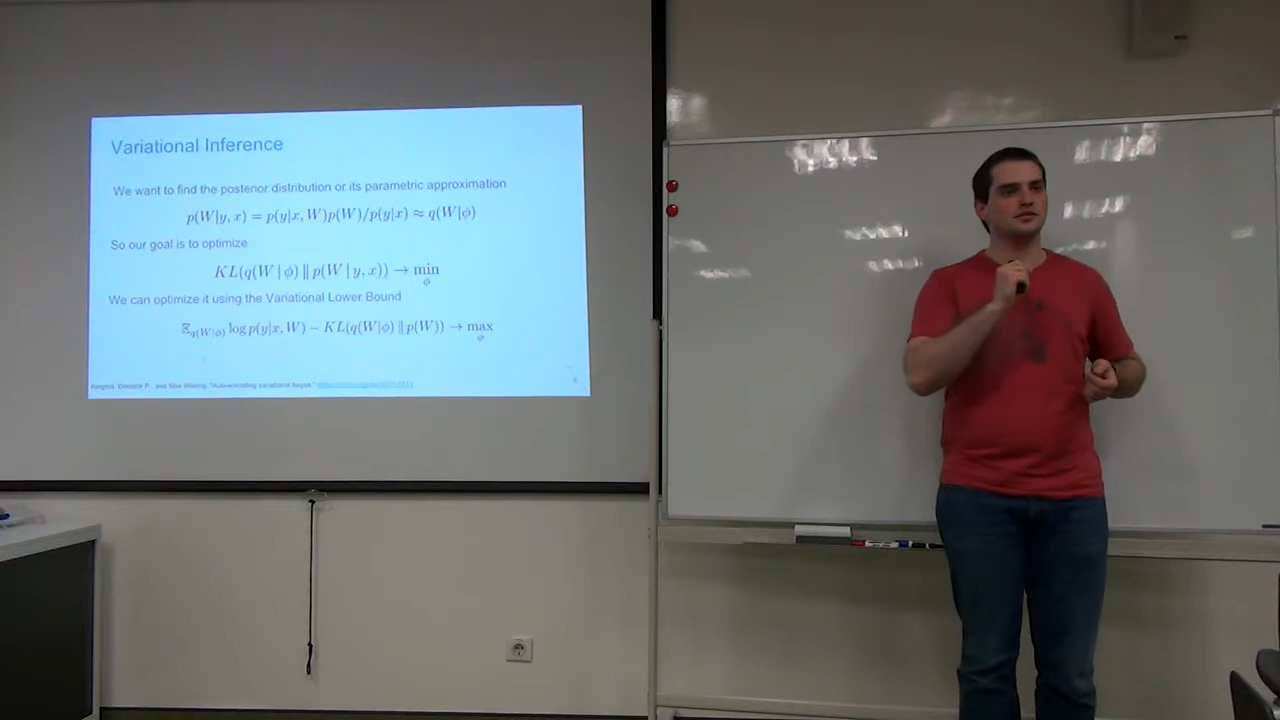 Variational Inference
We want to find the posterior distribution or its parametric approximation
p(W|y, x) = p(y|x, W)p(W)/p(y|x) ≈ q(W|ϕ)
So our goal is to optimize
KL(q(W | ϕ) ‖ p(W | y, x)) → min
ϕ
We can optimize it using the Variational Lower Bound
𝔼q(W|ϕ) log p(y|x, W) − KL(q(W|ϕ) ‖ p(W)) → max
ϕ
Kingma, Diederik P., and Max Welling. "Auto-encoding variational bayes."